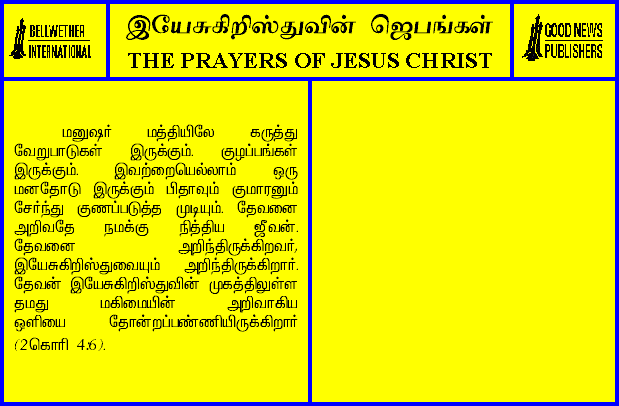 BELLWETHER
INTERNATIONAL
இயேசுகிறிஸ்துவின் ஜெபங்கள்
THE PRAYERS OF JESUS CHRIST
GOOD NEWS
PUBLISHERS
மனுஷர் மத்தியிலே கருத்து
வேறுபாடுகள் இருக்கும். குழப்பங்கள்
இருக்கும். இவற்றையெல்லாம் ஒரு
மனதோடு இருக்கும் பிதாவும் குமாரனும்
சேர்ந்து குணப்படுத்த முடியும். தேவனை
அறிவதே நமக்கு நித்திய ஜீவன்.
தேவனை அறிந்திருக்கிறவர்,
இயேசுகிறிஸ்துவையும் அறிந்திருக்கிறார்.
தேவன் இயேசுகிறிஸ்துவின் முகத்திலுள்ள
தமது மகிமையின் அறிவாகிய
ஒளியை தோன்றப்பண்ணியிருக்கிறார்
(2கொரி 4:6).